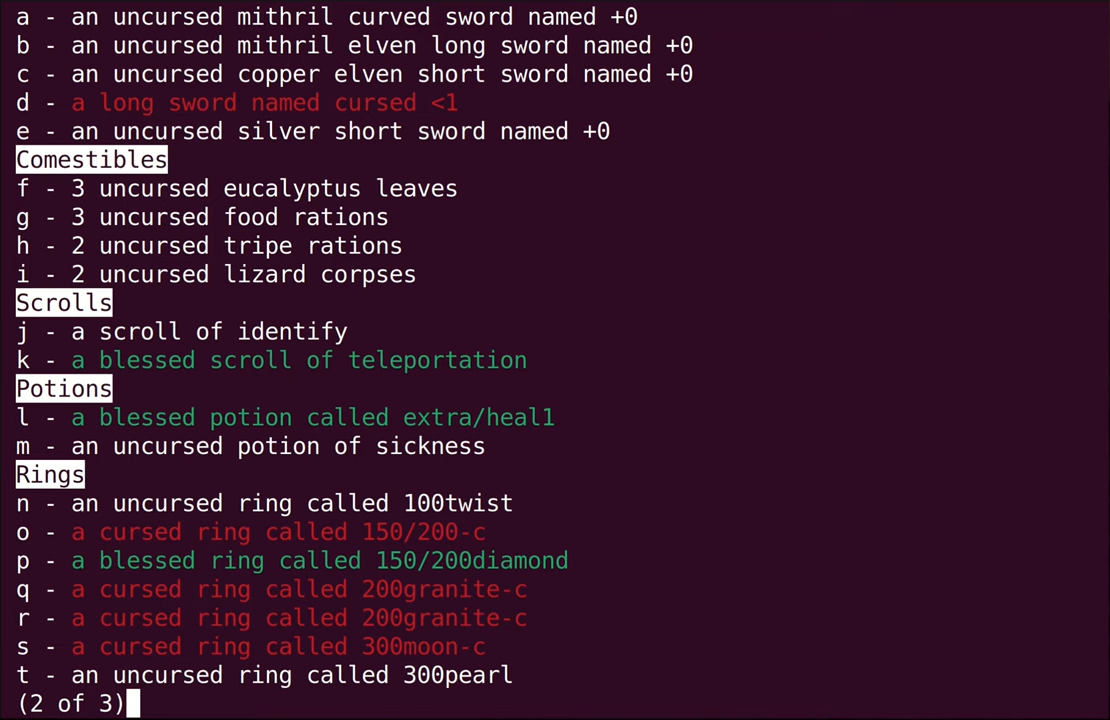 a - an uncursed mithril curved sword named +0
b - an uncursed mithril elven long sword named +0
c - an uncursed copper elven short sword named +0
d - a long sword named cursed <1
e - an uncursed silver short sword named +0
Comestibles
f - 3 uncursed eucalyptus leaves
g - 3 uncursed food rations
h - 2 uncursed tripe rations
i - 2 uncursed lizard corpses
Scrolls
j - a scroll of identify
k - a blessed scroll of teleportation
Potions
l - a blessed potion called extra/heal1
m - an uncursed potion of sickness
Rings
n - an uncursed ring called 100twist
o - a cursed ring called 150/200-c
p - a blessed ring called 150/200diamond
q - a cursed ring called 200granite-c
r - a cursed ring called 200granite-c
s - a cursed ring called 300moon-c
t - an uncursed ring called 300pearl
(2 of 3)